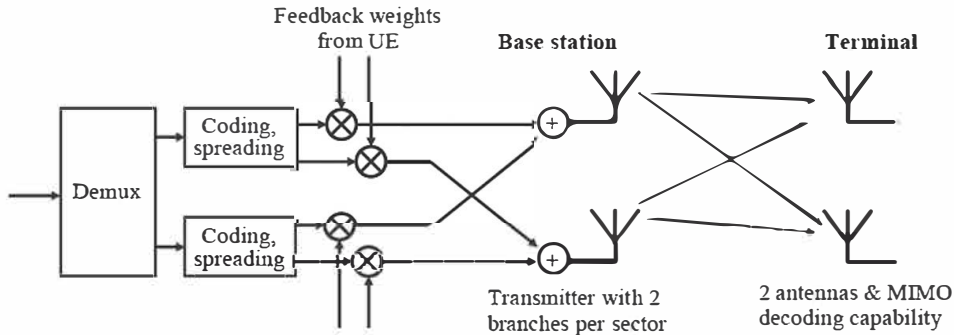 Feedback weights
from UE
Base station
Terminal
Coding,
spreading
Demux
Coding,
spreading
Transmitter with 2
branches per sector
2 antennas & MIMO
decoding capability